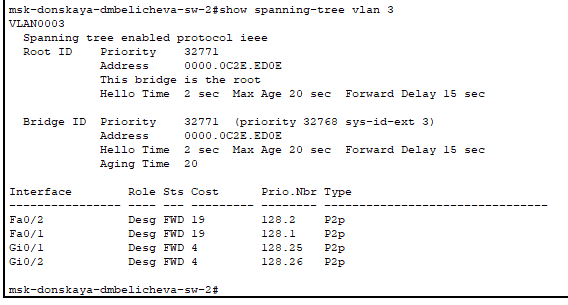 msk-donskaya-dmbelicheva-sw-2#show spanning-tree vlan 3
VLAN0003
  Spanning tree enabled protocol ieee
  Root ID    Priority    32771
             Address     0000.0C2E.ED0E
             This bridge is the root
             Hello Time  2 sec  Max Age 20 sec  Forward Delay 15 sec

  Bridge ID  Priority    32771  (priority 32768 sys-id-ext 3)
             Address     0000.0C2E.ED0E
             Hello Time  2 sec  Max Age 20 sec  Forward Delay 15 sec
             Aging Time  20

Interface        Role Sts Cost      Prio.Nbr Type
---------------- ---- --- --------- -------- --------------------------------
Fa0/2            Desg FWD 19        128.2    P2p
Fa0/1            Desg FWD 19        128.1    P2p
Gi0/1            Desg FWD 4         128.25   P2p
Gi0/2            Desg FWD 4         128.26   P2p

msk-donskaya-dmbelicheva-sw-2#